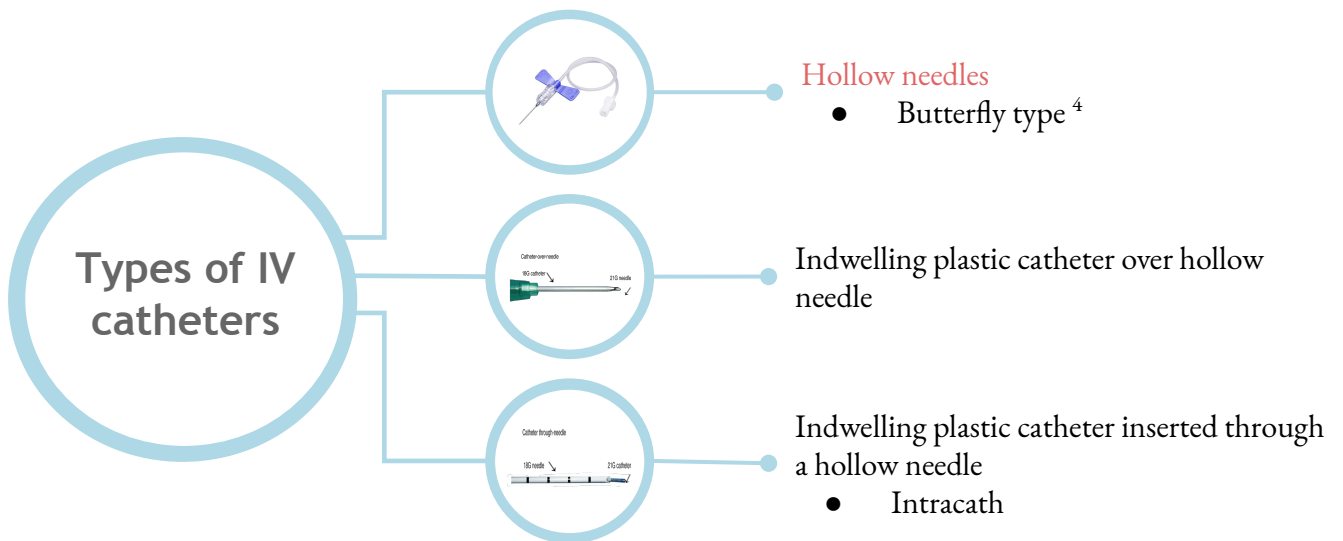 Types of IV
catheters
Hollow needles
● Butterfly type ⁴
Catheter-over-needle
18G catheter
21G needle
Indwelling plastic catheter over hollow
needle
Catheter through-needle
18G needle
21G catheter
Indwelling plastic catheter inserted through
a hollow needle
● Intracath